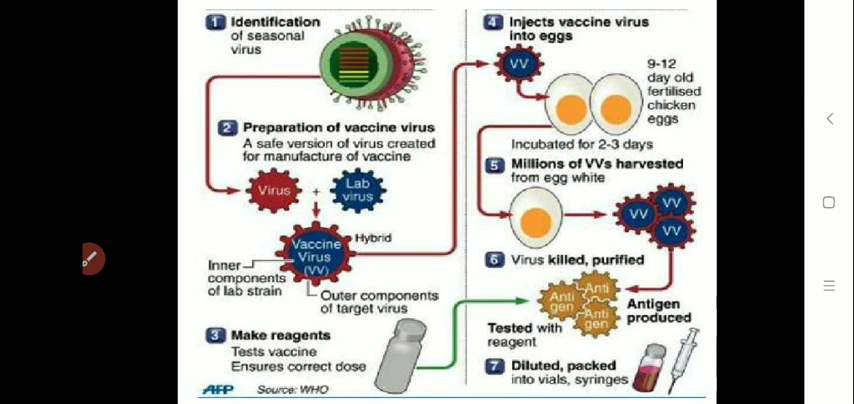 1 Identification
of seasonal
virus
2 Preparation of vaccine virus
A safe version of virus created
for manufacture of vaccine
Virus
+
Lab
virus
Vaccine
Virus
(VV)
Hybrid
Inner
components
of lab strain
Outer components
of target virus
3 Make reagents
Tests vaccine
Ensures correct dose
AFP Source: WHO
4 Injects vaccine virus
into eggs
VV
9-12
day old
fertilised
chicken
eggs
Incubated for 2-3 days
5 Millions of VVs harvested
from egg white
VV
VV
VV
6 Virus killed, purified
Anti
gen
Anti
Anti
gen
Antigen
produced
Tested with
reagent
7 Diluted, packed
into vials, syringes